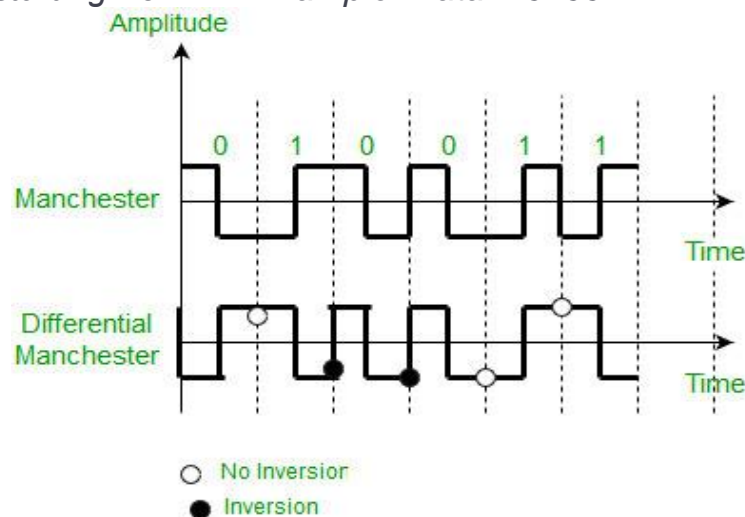 Amplitude
0 1 0 0 1 1
Manchester
Time
Differential
Manchester
Time
No Inversion
Inversion